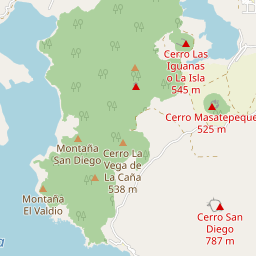 Cerro Las
Iguanas
o La Isla
545 m
Cerro Masatepeque
525 m
Montaña
San Diego
Cerro La
Vega de
La Caña
538 m
Montaña
El Valdio
Cerro San
Diego
787 m